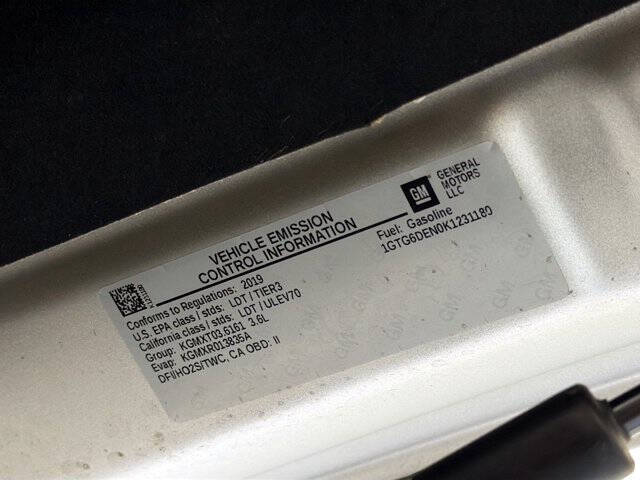 VEHICLE EMISSION
CONTROL INFORMATION
GM
GENERAL
MOTORS
LLC
Fuel: Gasoline
1GTG6DEN0K1231180
Conforms to Regulations: 2019
U.S. EPA class / stds: LDT / TIER3
California class / stds: LDT / ULEV70
Group: KGMXT03.6161 3.6L
Evap: KGMXR013835A
DFI/HO2S/TWC, CA OBD: II